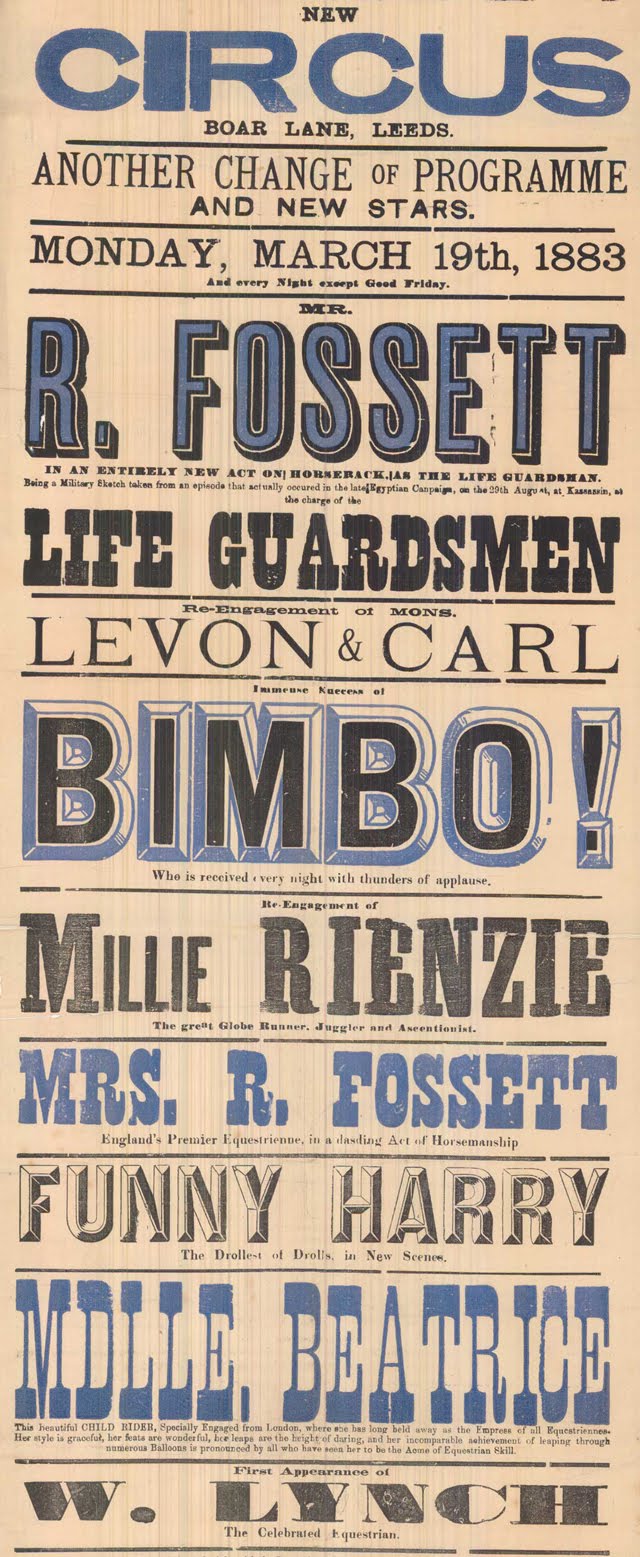 NEW
CIRCUS
BOAR LANE, LEEDS.
ANOTHER CHANGE OF PROGRAMME
AND NEW STARS.
MONDAY, MARCH 19th, 1883
And every Night except Good Friday.
MR.
R. FOSSETT
IN AN ENTIRELY NEW ACT ON HORSEBACK, AS THE LIFE GUARDSMAN.
Being a Military Sketch taken from an episode that actually occured in the late Egyptian Canpaign, on the 29th August, at Kassassin, at
the charge of the
LIFE GUARDSMEN
Re-Engagement of MONS.
LEVON & CARL
Immense Success of
BIMBO!
Who is received every night with thunders of applause.
Re-Engagement of
MILLIE RIENZIE
The great Globe Runner, Juggler and Ascentionist.
MRS. R. FOSSETT
England's Premier Equestrienne, in a dasding Act of Horsemanship
FUNNY HARRY
The Drollest of Drolls, in New Scenes.
MDLLE. BEATRICE
This beautiful CHILD RIDER, Specially Engaged from London, where she has long held away as the Empress of all Equestriennes.
Her style is graceful, her feats are wonderful, her leaps are the height of daring, and her incomparable achievement of leaping through
numerous Balloons is pronounced by all who have seen her to be the Acme of Equestrian Skill.
First Appearance of
W. LYNCH
The Celebrated Equestrian.